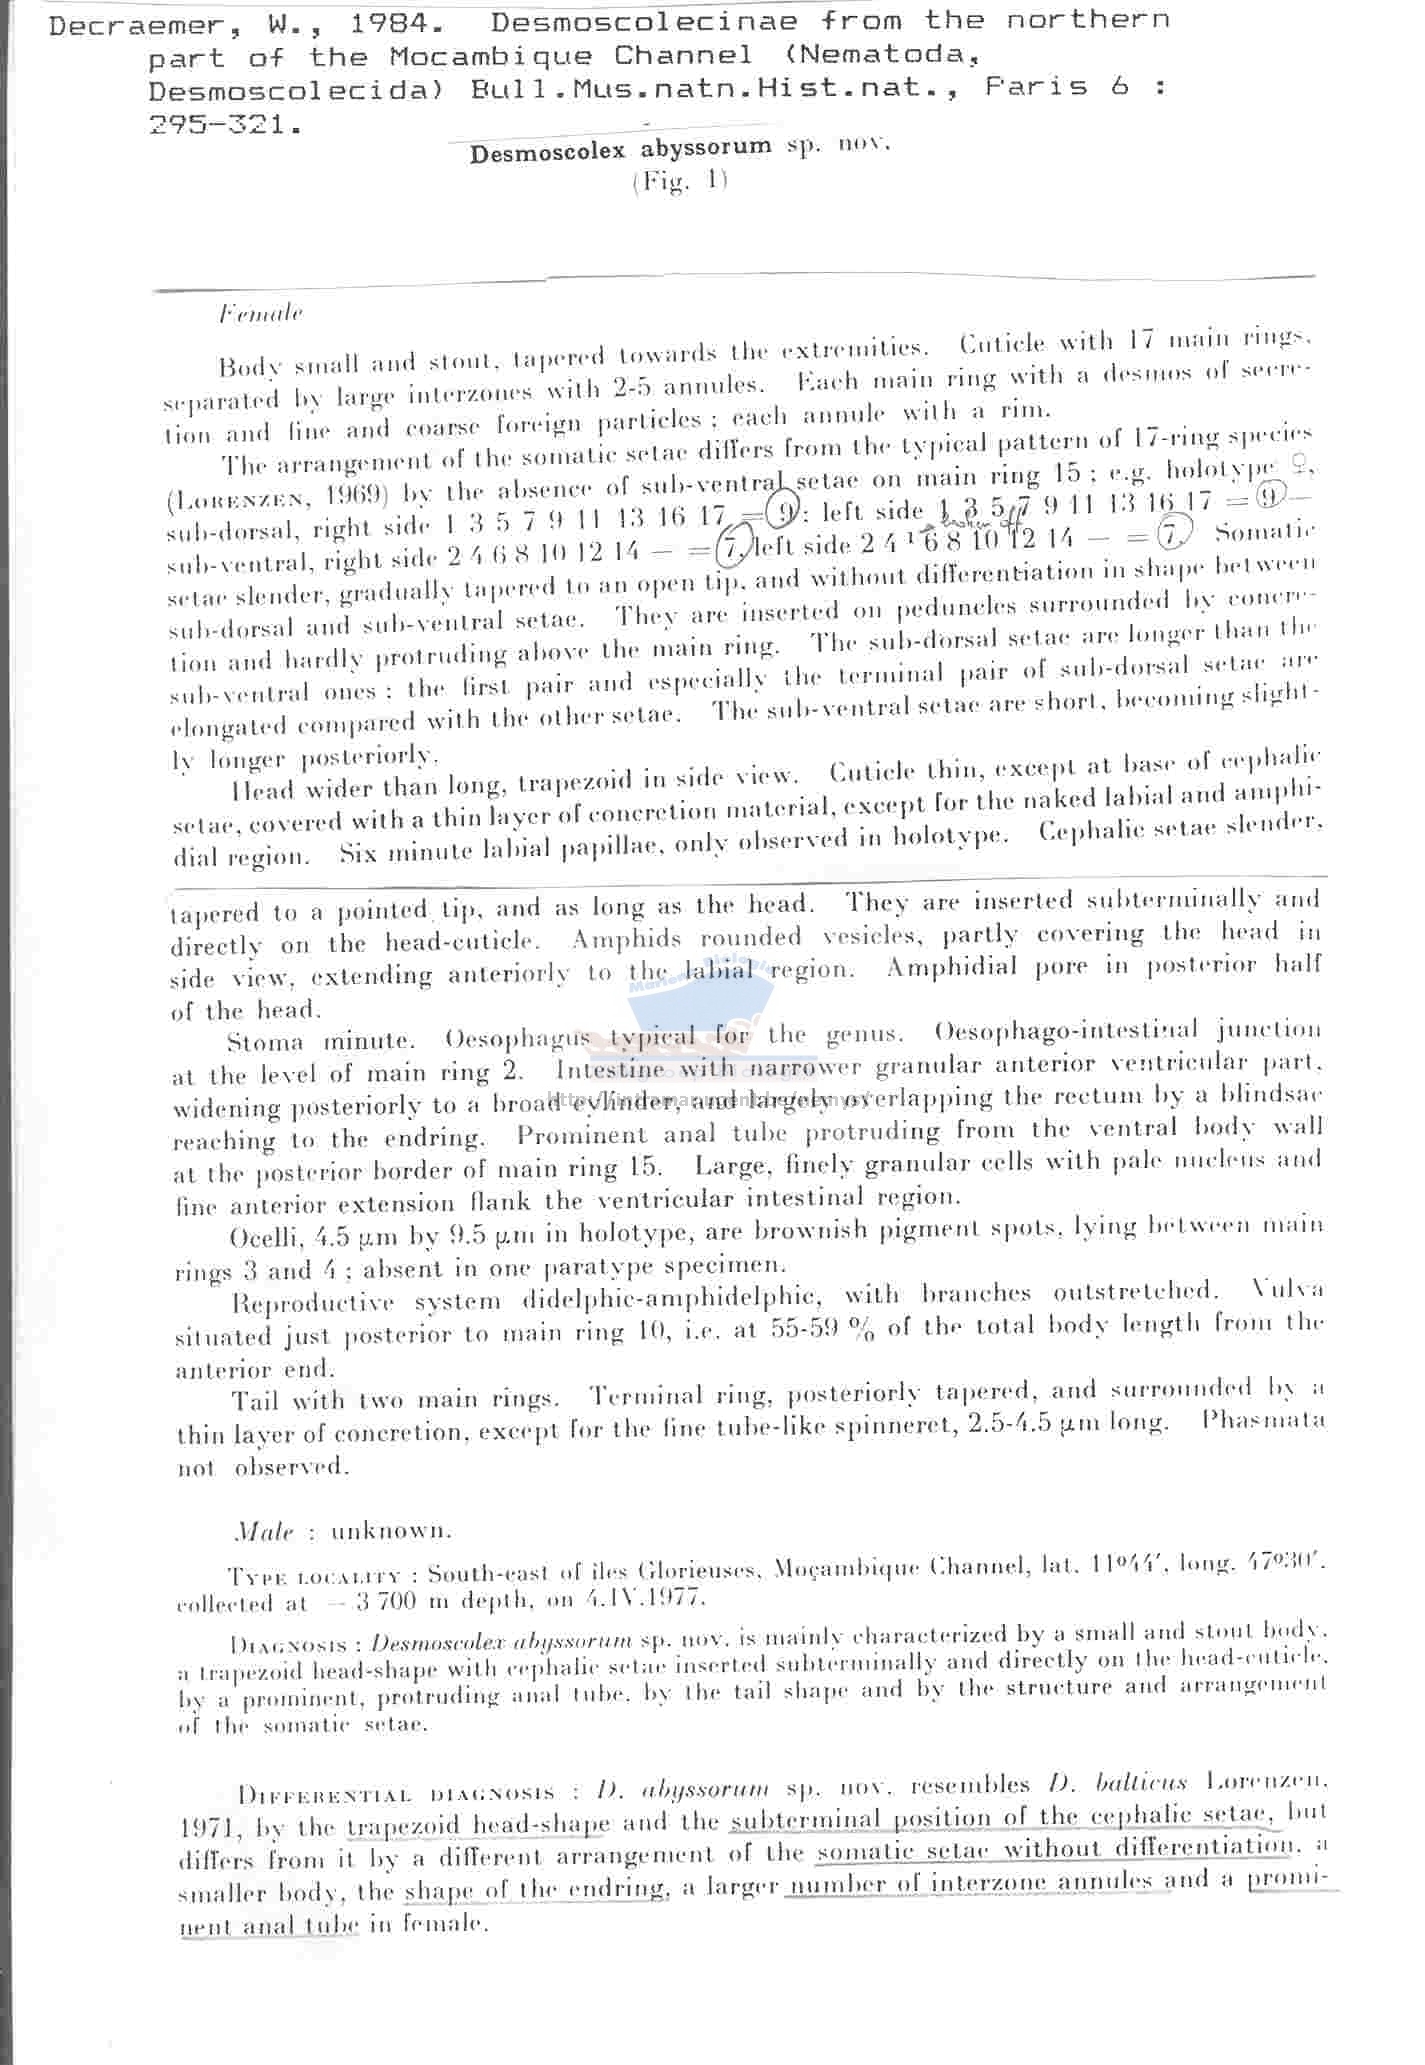 Decraemer, W., 1984. Desmoscolecinae from the northern
part of the Mocambique Channel (Nematoda,
Desmoscolecida) Bull.Mus.natn.Hist.nat., Paris 6 :
295-321.
Desmoscolex abyssorum sp. nov.
(Fig. 1)
Female
Body small and stout, tapered towards the extremities. Cuticle with 17 main rings,
separated by large interzones with 2-5 annules. Each main ring with a desmos of secre-
tion and fine and coarse foreign particles ; each annule with a rim.
The arrangement of the somatic setae differs from the typical pattern of 17-ring species
(LORENZEN, 1969) by the absence of sub-ventral setae on main ring 15 ; e.g. holotype ♀,
sub-dorsal, right side 1 3 5 7 9 11 13 16 17 = 9 ; left side 1 3 5 7 9 11 13 16 17 = 9 —
broken off
sub-ventral, right side 2 4 6 8 10 12 14 — = 7, left side 2 4 6 8 10 12 14 — = 7. Somatic
setae slender, gradually tapered to an open tip, and without differentiation in shape between
sub-dorsal and sub-ventral setae. They are inserted on peduncles surrounded by concre-
tion and hardly protruding above the main ring. The sub-dorsal setae are longer than the
sub-ventral ones ; the first pair and especially the terminal pair of sub-dorsal setae are
elongated compared with the other setae. The sub-ventral setae are short, becoming slight-
ly longer posteriorly.
Head wider than long, trapezoid in side view. Cuticle thin, except at base of cephalic
setae, covered with a thin layer of concretion material, except for the naked labial and amphi-
dial region. Six minute labial papillae, only observed in holotype. Cephalic setae slender,
tapered to a pointed tip, and as long as the head. They are inserted subterminally and
directly on the head-cuticle. Amphids rounded vesicles, partly covering the head in
side view, extending anteriorly to the labial region. Amphidial pore in posterior half
of the head.
Stoma minute. Oesophagus typical for the genus. Oesophago-intestinal junction
at the level of main ring 2. Intestine with narrower granular anterior ventricular part,
widening posteriorly to a broad cylinder, and largely overlapping the rectum by a blindsac
reaching to the endring. Prominent anal tube protruding from the ventral body wall
at the posterior border of main ring 15. Large, finely granular cells with pale nucleus and
fine anterior extension flank the ventricular intestinal region.
Ocelli, 4.5 µm by 9.5 µm in holotype, are brownish pigment spots, lying between main
rings 3 and 4 ; absent in one paratype specimen.
Reproductive system didelphic-amphidelphic, with branches outstretched. Vulva
situated just posterior to main ring 10, i.e. at 55-59 % of the total body length from the
anterior end.
Tail with two main rings. Terminal ring, posteriorly tapered, and surrounded by a
thin layer of concretion, except for the fine tube-like spinneret, 2.5-4.5 µm long. Phasmata
not observed.
Male : unknown.
TYPE LOCALITY : South-east of îles Glorieuses, Moçambique Channel, lat. 11°44′, long. 47°30′,
collected at — 3 700 m depth, on 4.IV.1977.
DIAGNOSIS : Desmoscolex abyssorum sp. nov. is mainly characterized by a small and stout body,
a trapezoid head-shape with cephalic setae inserted subterminally and directly on the head-cuticle,
by a prominent, protruding anal tube, by the tail shape and by the structure and arrangement
of the somatic setae.
DIFFERENTIAL DIAGNOSIS : D. abyssorum sp. nov. resembles D. balticus Lorenzen,
1971, by the trapezoid head-shape and the subterminal position of the cephalic setae, but
differs from it by a different arrangement of the somatic setae without differentiation, a
smaller body, the shape of the endring, a larger number of interzone annules and a promi-
nent anal tube in female.